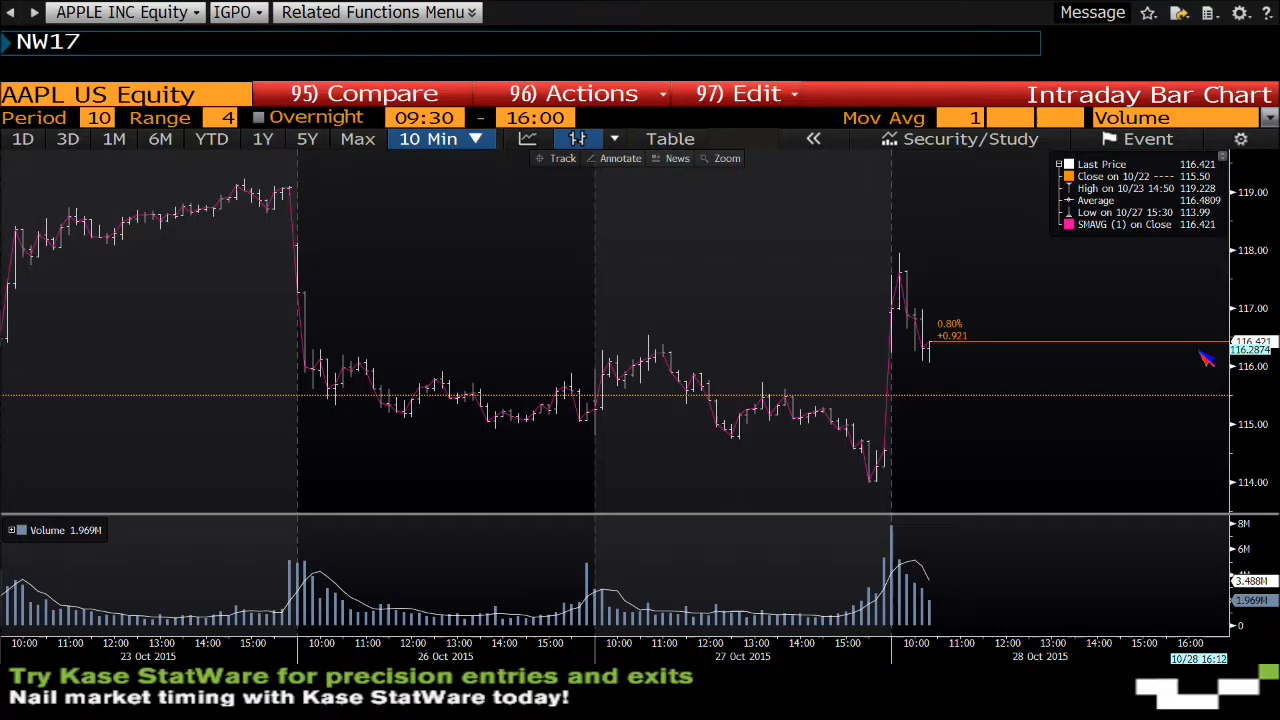 APPLE INC Equity IGPO Related Functions Menu Message ?
NW17
AAPL US Equity 95) Compare 96) Actions 97) Edit Intraday Bar Chart
Period 10 Range 4 Overnight 09:30 - 16:00 Mov Avg 1 Volume
1D 3D 1M 6M YTD 1Y 5Y Max 10 Min Table Security/Study Event
Track Annotate News Zoom
Last Price 116.421
Close on 10/22 ---- 115.50
High on 10/23 14:50 119.228
Average 116.4809
Low on 10/27 15:30 113.99
SMAVG (1) on Close 116.421
119.00
118.00
117.00
0.80%
+0.921
116.421
116.2874
116.00
115.00
114.00
Volume 1.969M
8M
6M
3.488M
1.969M
0
10:00 11:00 12:00 13:00 14:00 15:00 10:00 11:00 12:00 13:00 14:00 15:00 10:00 11:00 12:00 13:00 14:00 15:00 10:00 11:00 12:00 13:00 14:00 15:00 16:00
23 Oct 2015 26 Oct 2015 27 Oct 2015 28 Oct 2015 10/28 16:12
Try Kase StatWare for precision entries and exits
Nail market timing with Kase StatWare today!